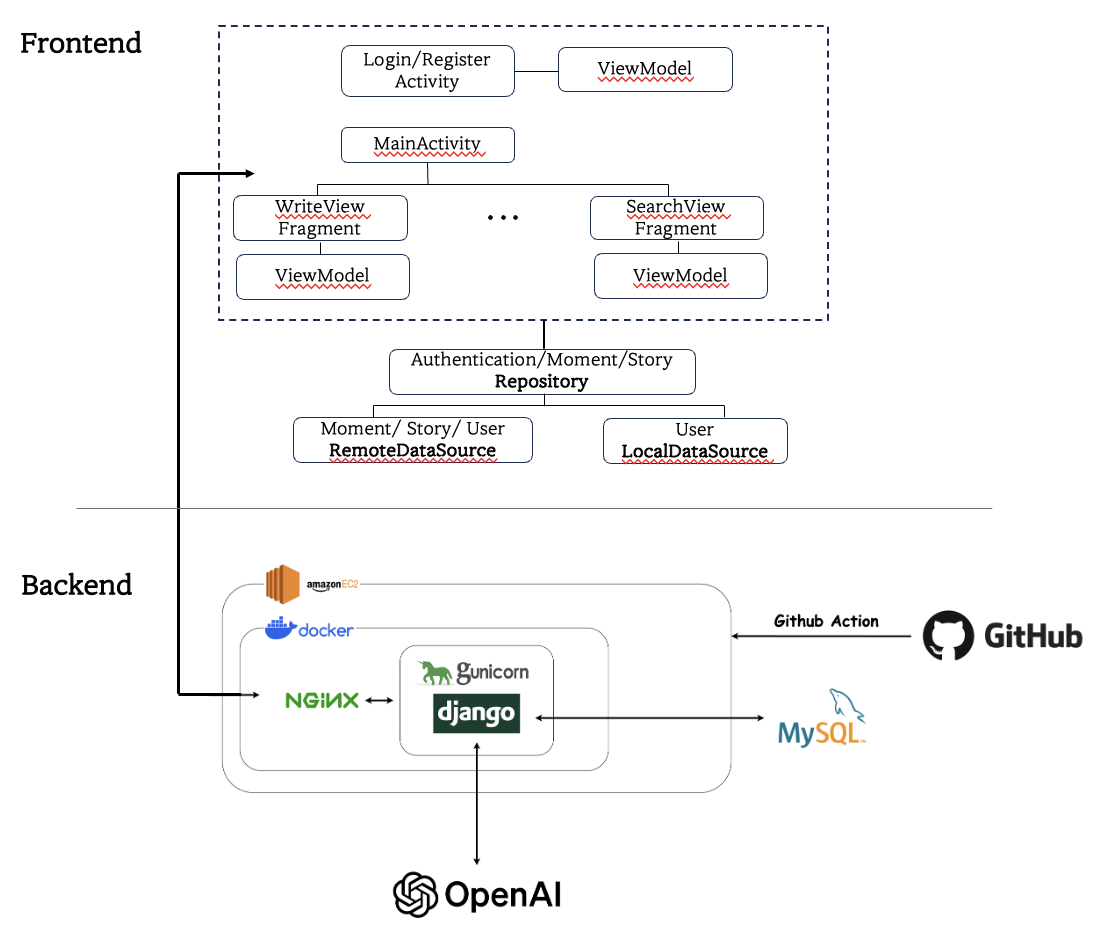 Frontend
Login/Register
Activity
ViewModel
MainActivity
WriteView
Fragment
...
SearchView
Fragment
ViewModel
ViewModel
Authentication/Moment/Story
Repository
Moment/ Story/ User
RemoteDataSource
User
LocalDataSource
Backend
amazon EC2
docker
Github Action
GitHub
gunicorn
NGiNX
django
MySQL
OpenAI